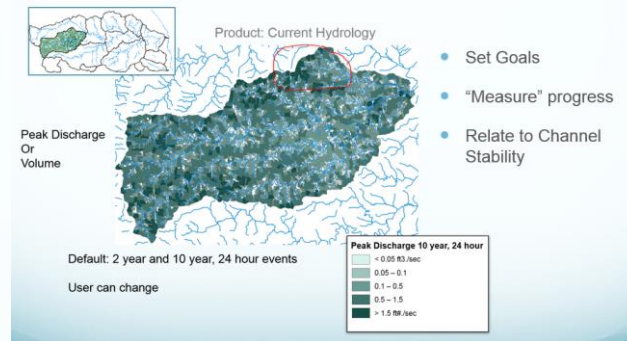 Product: Current Hydrology
Peak Discharge
Or
Volume
Set Goals
“Measure” progress
Relate to Channel
Stability
Default: 2 year and 10 year, 24 hour events
User can change
Peak Discharge 10 year, 24 hour
< 0.05 ft3./sec
0.05 – 0.1
0.1 – 0.5
0.5 – 1.5
> 1.5 ft#./sec